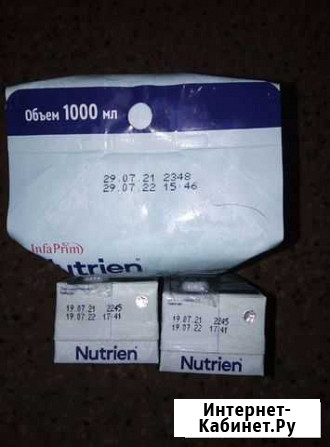 Объем 1000 мл
29.07.21 2348
29.07.22 15:46
InfaPrim
Nutrien
19.07.21 2245
19.07.22 17:41
Nutrien
19.07.21 2245
19.07.22 17:41
Nutrien
Интернет-
Кабинет.Ру